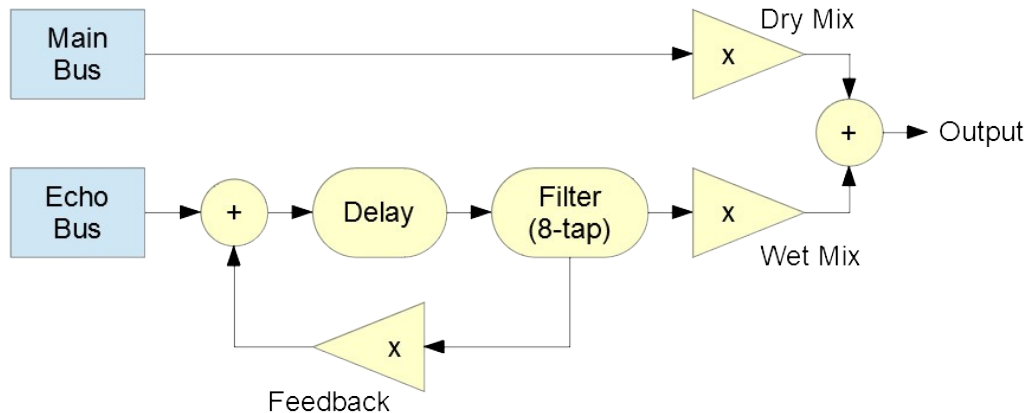 Main
Bus
x
Dry Mix
+
Output
Echo
Bus
+
Delay
Filter
(8-tap)
x
Wet Mix
x
Feedback